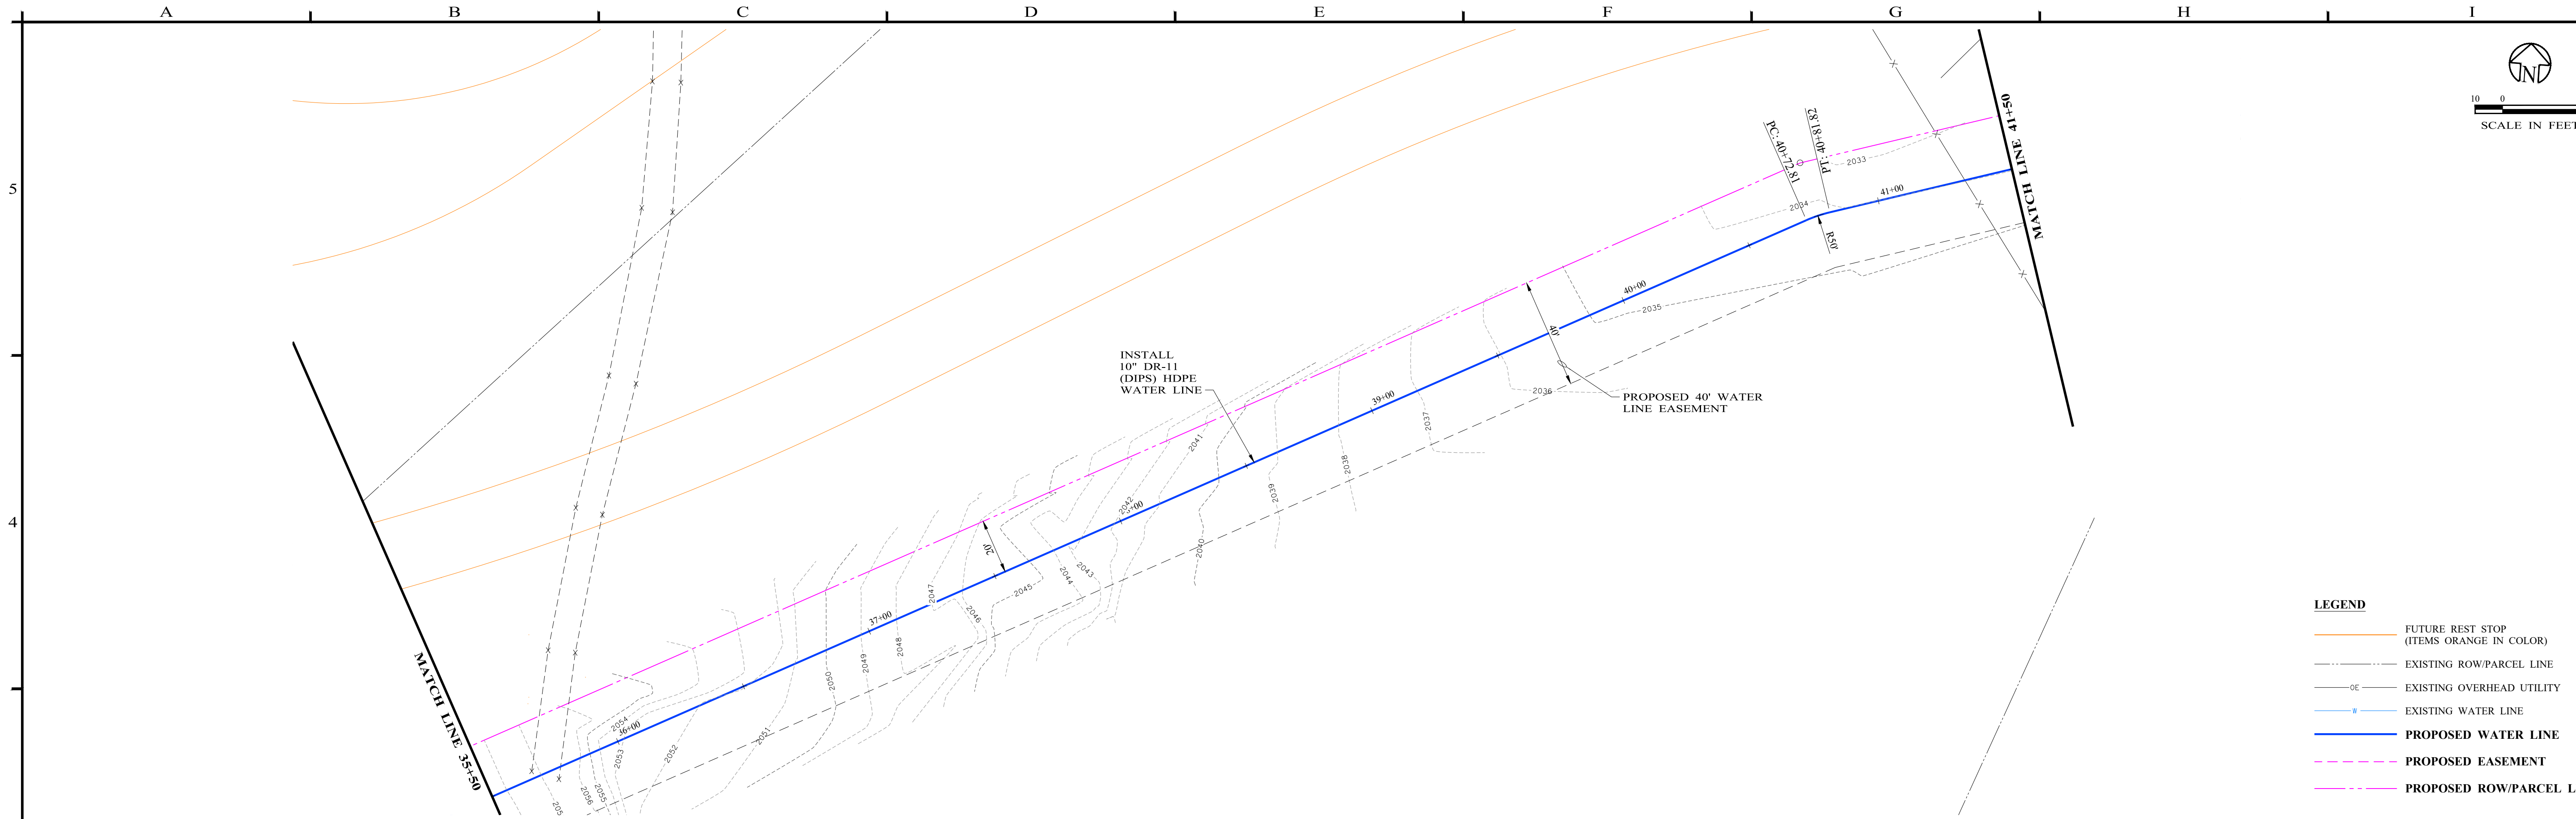 A B C D E F G H I
5
4
N
10 0
SCALE IN FEET
MATCH LINE 41+50
PC: 40+72.81
PT: 40+81.82
R50'
41+00
2033
2034
40+00
2035
40'
2036
PROPOSED 40' WATER
LINE EASEMENT
INSTALL
10" DR-11
(DIPS) HDPE
WATER LINE
39+00
2037
2038
2039
2040
2041
2042
2043
2044
2045
20'
2046
2047
37+00
2048
2049
2050
2051
2052
2053
2054
36+00
2055
2056
MATCH LINE 35+50
LEGEND
FUTURE REST STOP
(ITEMS ORANGE IN COLOR)
EXISTING ROW/PARCEL LINE
OE EXISTING OVERHEAD UTILITY
W EXISTING WATER LINE
PROPOSED WATER LINE
PROPOSED EASEMENT
PROPOSED ROW/PARCEL